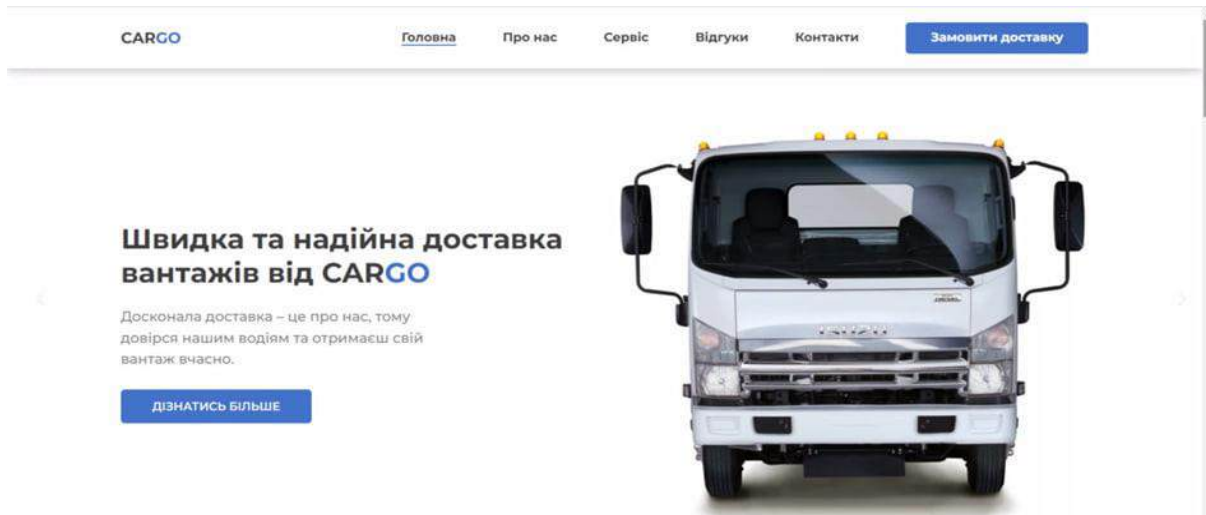 CARGO
Головна
Про нас
Сервіс
Відгуки
Контакти
Замовити доставку
Швидка та надійна доставка
вантажів від CARGO
Досконала доставка – це про нас, тому
довірся нашим водіям та отримаєш свій
вантаж вчасно.
ДІЗНАТИСЬ БІЛЬШЕ
ISUZU